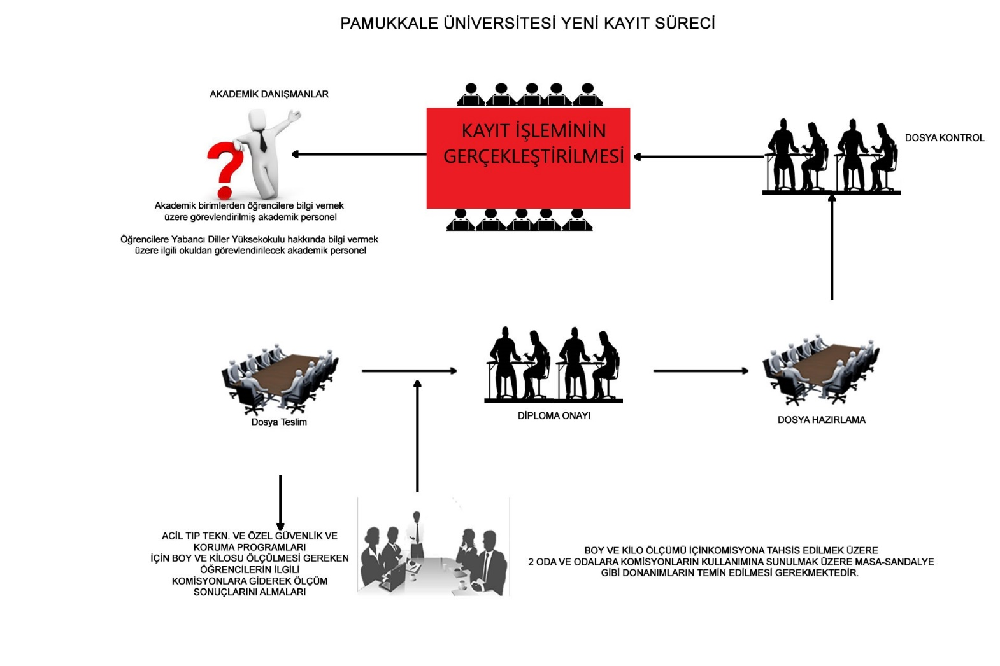 PAMUKKALE ÜNİVERSİTESİ YENİ KAYIT SÜRECİ
AKADEMİK DANIŞMANLAR
KAYIT İŞLEMİNİN
GERÇEKLEŞTİRİLMESİ
DOSYA KONTROL
Akademik birimlerden öğrencilere bilgi vernek
üzere görevlendirilmiş akademik personel
Öğrencilere Yabancı Diller Yüksekokulu hakkında bilgi vermek
üzere ilgili okuldan görevlendirilecek akademik personel
Dosya Teslim
DİPLOMA ONAYI
DOSYA HAZIRLAMA
ACİL TIP TEKN. VE ÖZEL GÜVENLİK VE
KORUMA PROGRAMLARI
İÇİN BOY VE KİLOSU ÖLÇÜLMESİ GEREKEN
ÖĞRENCİLERİN İLGİLİ
KOMİSYONLARA GİDEREK ÖLÇÜM
SONUÇLARINI ALMALARI
BOY VE KİLO ÖLÇÜMÜ İÇİNKOMİSYONA TAHSİS EDİLMEK ÜZERE
2 ODA VE ODALARA KOMİSYONLARIN KULLANIMINA SUNULMAK ÜZERE MASA-SANDALYE
GİBİ DONANIMLARIN TEMİN EDİLMESİ GEREKMEKTEDİR.